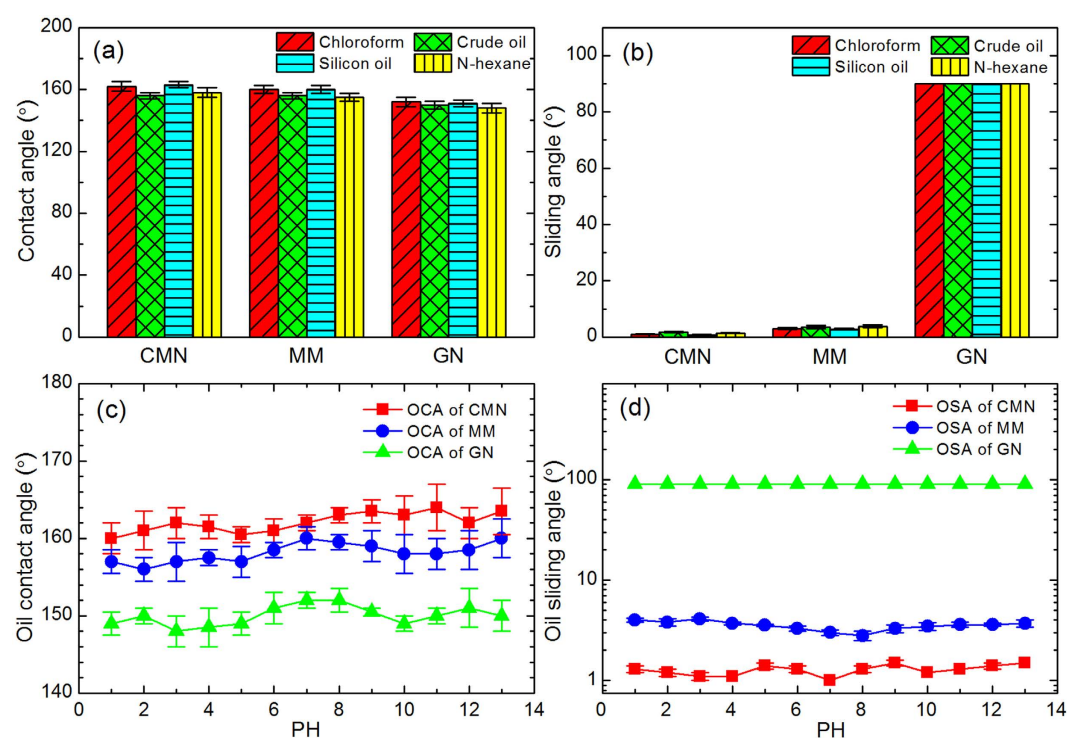 (a)
Chloroform Crude oil
Silicon oil N-hexane
Contact angle (°)
200
160
120
80
40
0
CMN MM GN
(b)
Chloroform Crude oil
Silicon oil N-hexane
Sliding angle (°)
100
80
60
40
20
0
CMN MM GN
(c)
OCA of CMN
OCA of MM
OCA of GN
Oil contact angle (°)
180
170
160
150
140
0 2 4 6 8 10 12 14
PH
(d)
OSA of CMN
OSA of MM
OSA of GN
Oil sliding angle (°)
100
10
1
0 2 4 6 8 10 12 14
PH